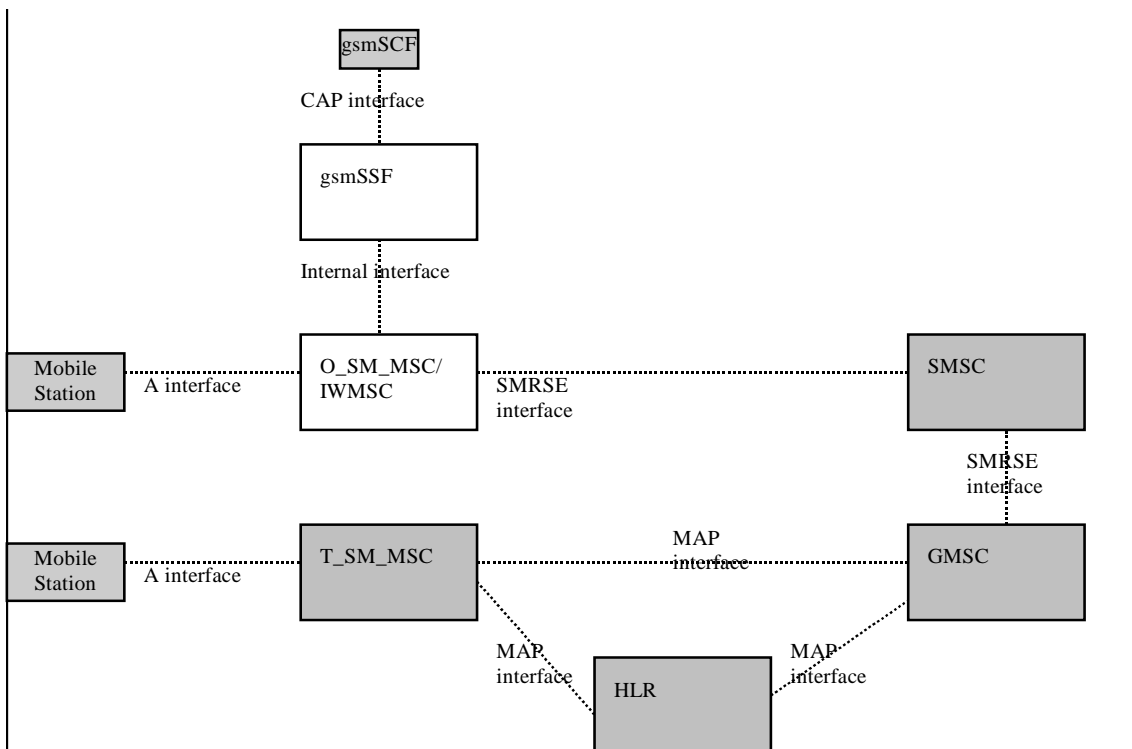 gsmSCF
CAP interface
gsmSSF
Internal interface
Mobile
Station
A interface
O_SM_MSC/
IWMSC
SMRSE
interface
SMSC
SMRSE
interface
Mobile
Station
A interface
T_SM_MSC
MAP
interface
GMSC
MAP
interface
HLR
MAP
interface